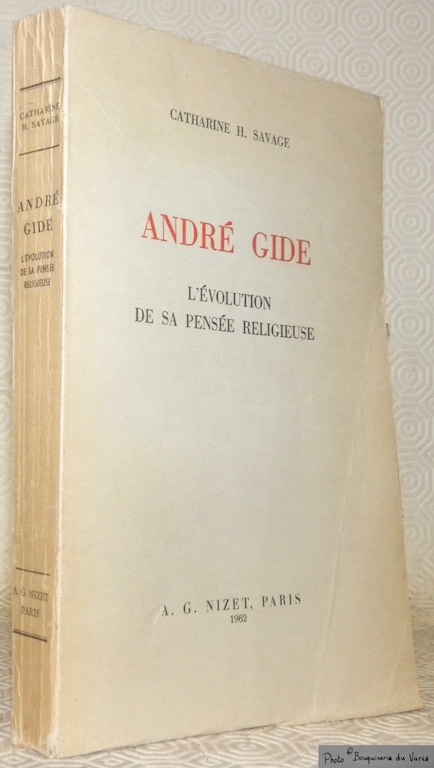 CATHARINE
H. SAVAGE
ANDRÉ
GIDE
L'ÉVOLUTION
DE SA PENSÉE
RELIGIEUSE
A. G. NIZET
PARIS
CATHARINE H. SAVAGE
ANDRÉ GIDE
L'ÉVOLUTION
DE SA PENSÉE RELIGIEUSE
A. G. NIZET, PARIS
1962
Photo © Bouquinerie du Varis